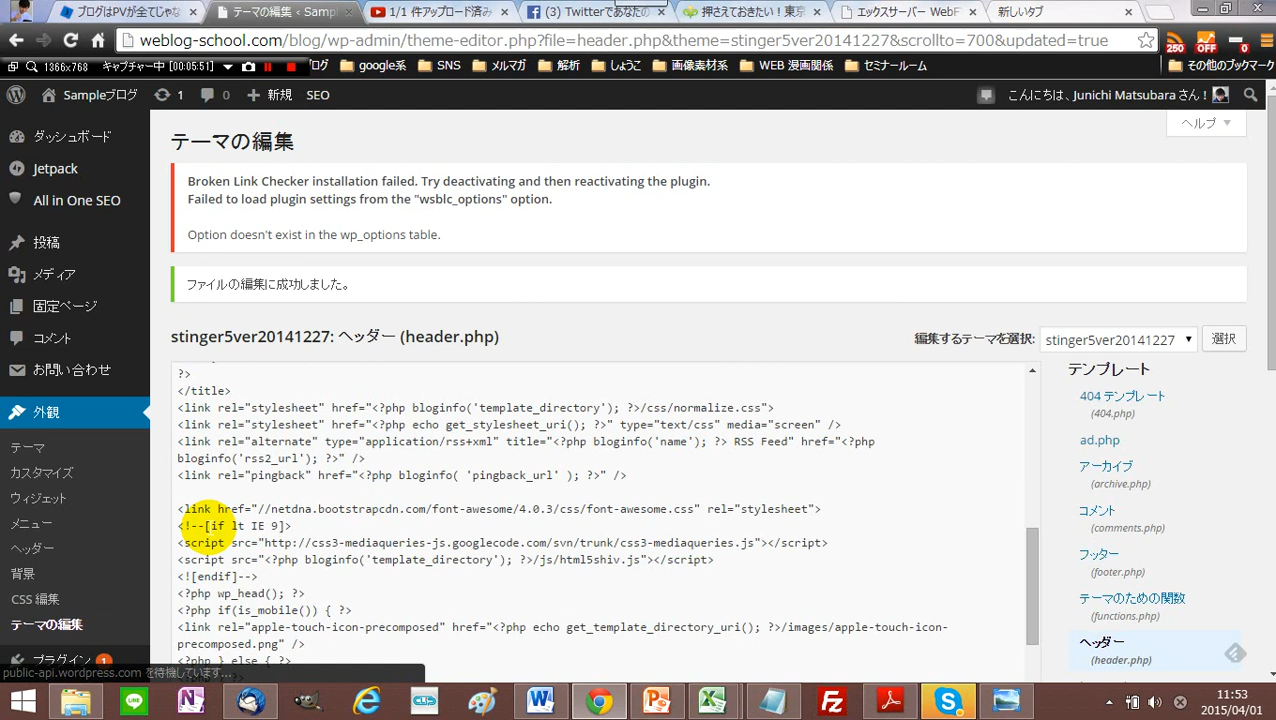 ブログはPVが全てじゃな
テーマの編集 ‹ Sampl
1/1 件アップロード済み
(3) Twitterであなたの
押さえておきたい！東京
エックスサーバー WebF
新しいタブ
weblog-school.com/blog/wp-admin/theme-editor.php?file=header.php&theme=stinger5ver20141227&scrollto=700&updated=true
250 OFF 0
1366x768 キャプチャー中 [00:05:51] ログ google系 SNS メルマガ 解析 しょうこ 画像素材系 WEB 漫画関係 セミナールーム その他のブックマーク
Sampleブログ 1 0 新規 SEO こんにちは、Junichi Matsubara さん！
ダッシュボード
Jetpack
All in One SEO
投稿
メディア
固定ページ
コメント
お問い合わせ
外観
テーマ
カスタマイズ
ウィジェット
メニュー
ヘッダー
背景
CSS 編集
テーマの編集
プラグイン 1
public-api.wordpress.com を待機しています...
ヘルプ
テーマの編集
Broken Link Checker installation failed. Try deactivating and then reactivating the plugin.
Failed to load plugin settings from the "wsblc_options" option.
Option doesn't exist in the wp_options table.
ファイルの編集に成功しました。
stinger5ver20141227: ヘッダー (header.php)
編集するテーマを選択: stinger5ver20141227 選択
?>
</title>
<link rel="stylesheet" href="<?php bloginfo('template_directory'); ?>/css/normalize.css">
<link rel="stylesheet" href="<?php echo get_stylesheet_uri(); ?>" type="text/css" media="screen" />
<link rel="alternate" type="application/rss+xml" title="<?php bloginfo('name'); ?> RSS Feed" href="<?php
bloginfo('rss2_url'); ?>" />
<link rel="pingback" href="<?php bloginfo( 'pingback_url' ); ?>" />
<link href="//netdna.bootstrapcdn.com/font-awesome/4.0.3/css/font-awesome.css" rel="stylesheet">
<!--[if lt IE 9]>
<script src="http://css3-mediaqueries-js.googlecode.com/svn/trunk/css3-mediaqueries.js"></script>
<script src="<?php bloginfo('template_directory'); ?>/js/html5shiv.js"></script>
<![endif]-->
<?php wp_head(); ?>
<?php if(is_mobile()) { ?>
<link rel="apple-touch-icon-precomposed" href="<?php echo get_template_directory_uri(); ?>/images/apple-touch-icon-
precomposed.png" />
<?php } else { ?>
テンプレート
404 テンプレート
(404.php)
ad.php
アーカイブ
(archive.php)
コメント
(comments.php)
フッター
(footer.php)
テーマのための関数
(functions.php)
ヘッダー
(header.php)
11:53
2015/04/01